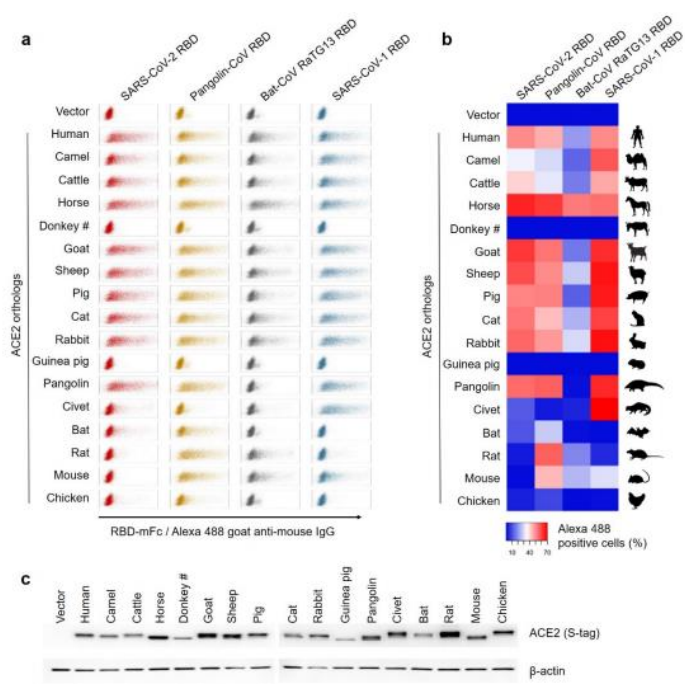 a
SARS-CoV-2 RBD
Pangolin-CoV RBD
Bat-CoV RaTG13 RBD
SARS-CoV-1 RBD
Vector
Human
Camel
Cattle
Horse
Donkey #
Goat
Sheep
Pig
Cat
Rabbit
Guinea pig
Pangolin
Civet
Bat
Rat
Mouse
Chicken
ACE2 orthologs
RBD-mFc / Alexa 488 goat anti-mouse IgG
b
SARS-CoV-2 RBD
Pangolin-CoV RBD
Bat-CoV RaTG13 RBD
SARS-CoV-1 RBD
Vector
Human
Camel
Cattle
Horse
Donkey #
Goat
Sheep
Pig
Cat
Rabbit
Guinea pig
Pangolin
Civet
Bat
Rat
Mouse
Chicken
ACE2 orthologs
10 40 70
Alexa 488
positive cells (%)
c
Vector
Human
Camel
Cattle
Horse
Donkey #
Goat
Sheep
Pig
Cat
Rabbit
Guinea pig
Pangolin
Civet
Bat
Rat
Mouse
Chicken
ACE2 (S-tag)
β-actin